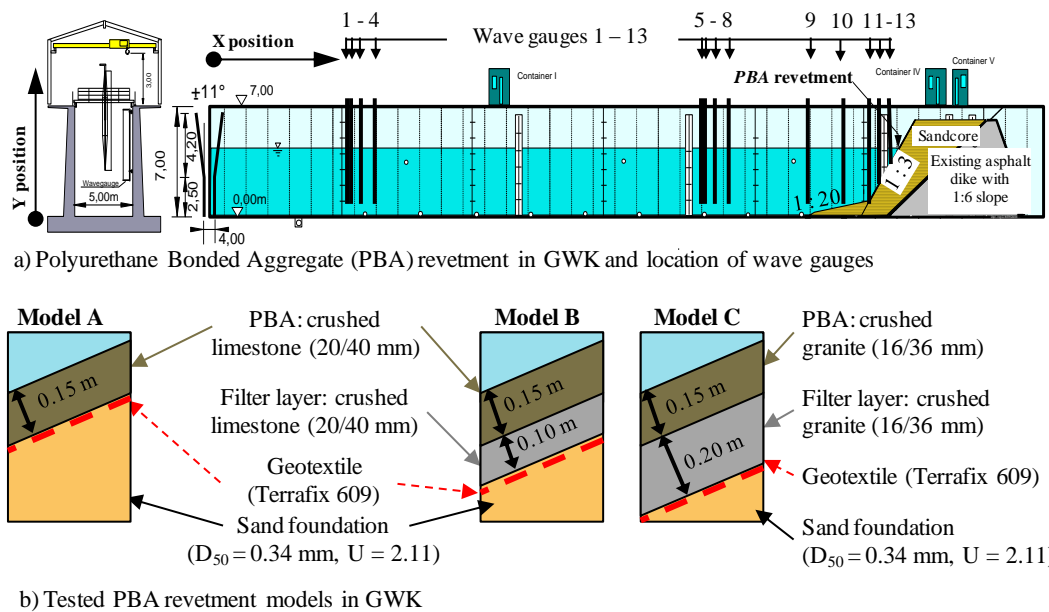 1 - 4
5 - 8
9
10
11 -13
X position
Wave gauges 1 – 13
Container I
PBA revetment
Container IV
Container V
3,00
±11°
7,00
Y position
7,00
4,20
2,50
Wavegauge
5,00m
0.00m
4,00
Sandcore
1:3
Existing asphalt
dike with
1:6 slope
1:20
a) Polyurethane Bonded Aggregate (PBA) revetment in GWK and location of wave gauges
Model A
PBA: crushed
limestone (20/40 mm)
Model B
Model C
PBA: crushed
granite (16/36 mm)
0.15 m
0.15 m
0.15 m
Filter layer: crushed
limestone (20/40 mm)
0.10 m
0.20 m
Filter layer: crushed
granite (16/36 mm)
Geotextile
(Terrafix 609)
Geotextile (Terrafix 609)
Sand foundation
(D50 = 0.34 mm, U = 2.11)
Sand foundation
(D50 = 0.34 mm, U = 2.11)
b) Tested PBA revetment models in GWK